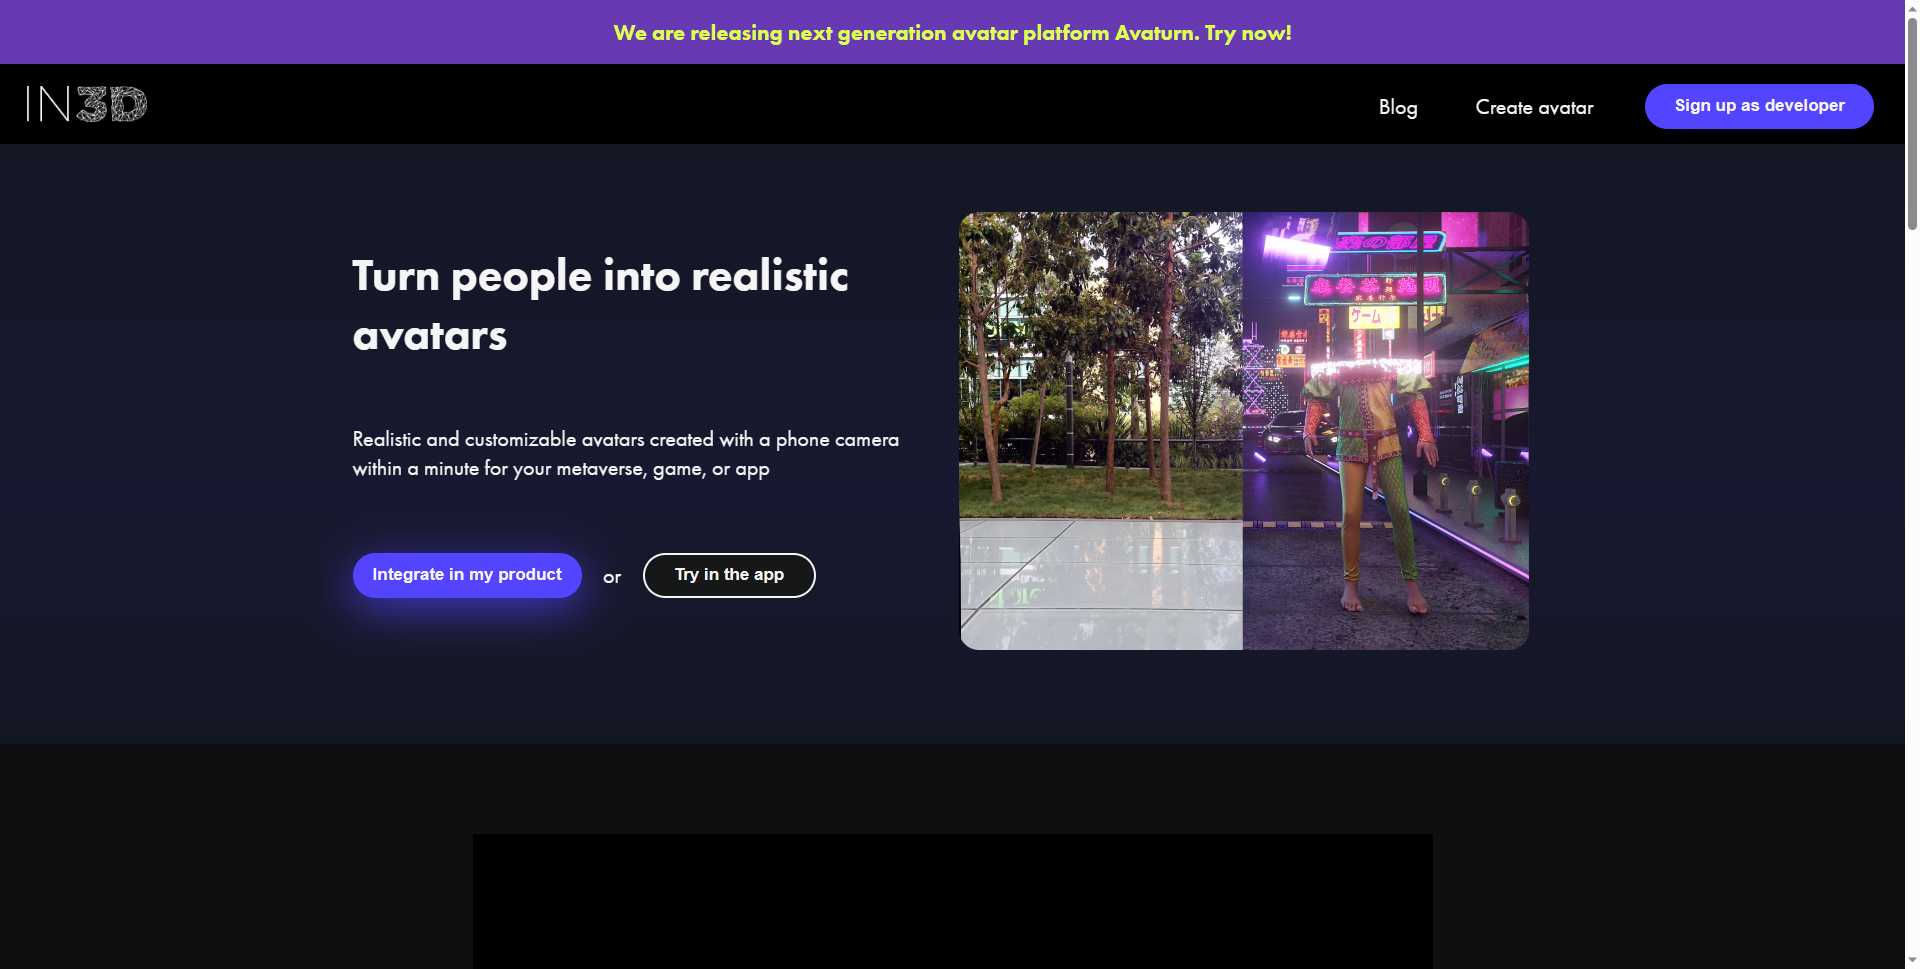 We are releasing next generation avatar platform Avaturn. Try now!
IN3D
Blog
Create avatar
Sign up as developer
Turn people into realistic
avatars
Realistic and customizable avatars created with a phone camera
within a minute for your metaverse, game, or app
Integrate in my product
or
Try in the app
ゲーム